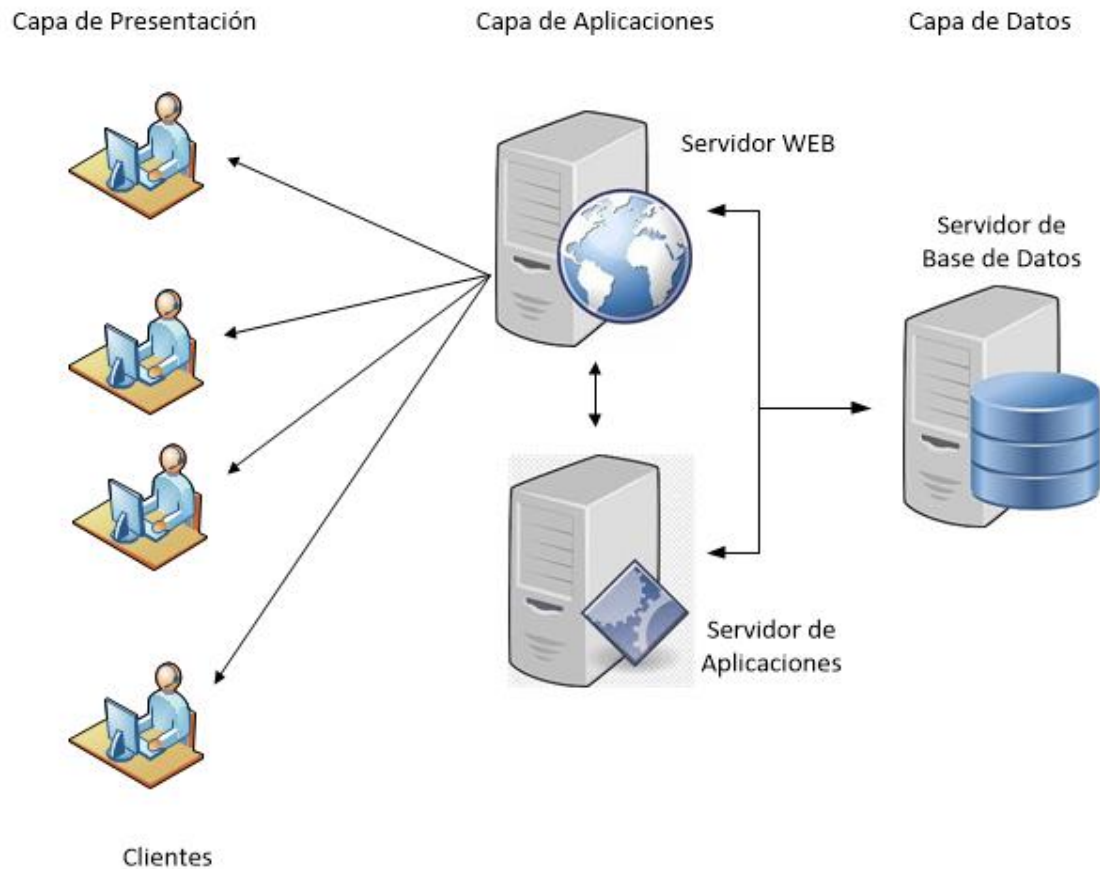 Capa de Presentación
Capa de Aplicaciones
Capa de Datos
Servidor WEB
Servidor de
Base de Datos
Servidor de
Aplicaciones
Clientes